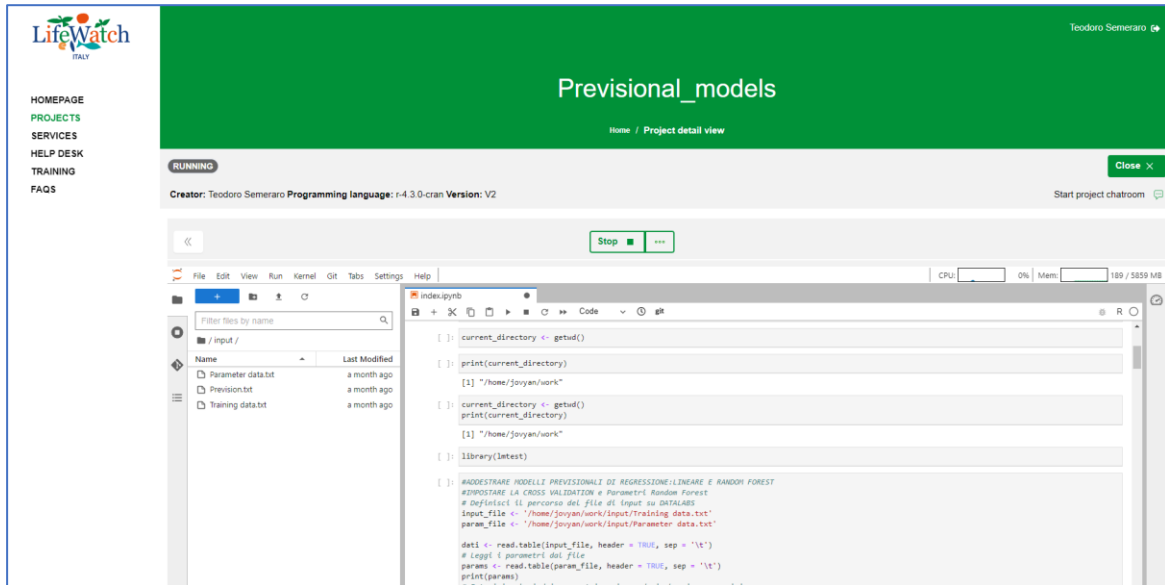 LifeWatch
ITALY
HOMEPAGE
PROJECTS
SERVICES
HELP DESK
TRAINING
FAQS
Teodoro Semeraro
Previsional_models
Home / Project detail view
RUNNING
Close ×
Creator: Teodoro Semeraro Programming language: r-4.3.0-cran Version: V2
Start project chatroom
Stop
File Edit View Run Kernel Git Tabs Settings Help
CPU: 0% Mem: 189 / 5859 MB
Filter files by name
/ input /
Name Last Modified
Parameter data.txt a month ago
Prevision.txt a month ago
Training data.txt a month ago
index.ipynb
Code git R
[ ]: current_directory <- getwd()
[ ]: print(current_directory)
[1] "/home/jovyan/work"
[ ]: current_directory <- getwd()
print(current_directory)
[1] "/home/jovyan/work"
[ ]: library(lmtest)
[ ]: #ADDESTRARE MODELLI PREVISIONALI DI REGRESSIONE:LINEARE E RANDOM FOREST
#IMPOSTARE LA CROSS VALIDATION e Parametri Random Forest
# Definisci il percorso del file di input su DATALABS
input_file <- '/home/jovyan/work/input/Training data.txt'
param_file <- '/home/jovyan/work/input/Parameter data.txt'
dati <- read.table(input_file, header = TRUE, sep = '\t')
# Leggi i parametri dal file
params <- read.table(param_file, header = TRUE, sep = '\t')
print(params)